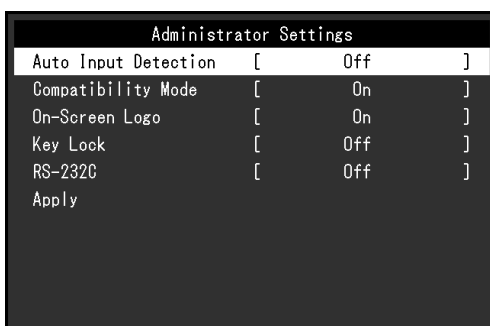 Administrator Settings
Auto Input Detection [ Off ]
Compatibility Mode [ On ]
On-Screen Logo [ On ]
Key Lock [ Off ]
RS-232C [ Off ]
Apply